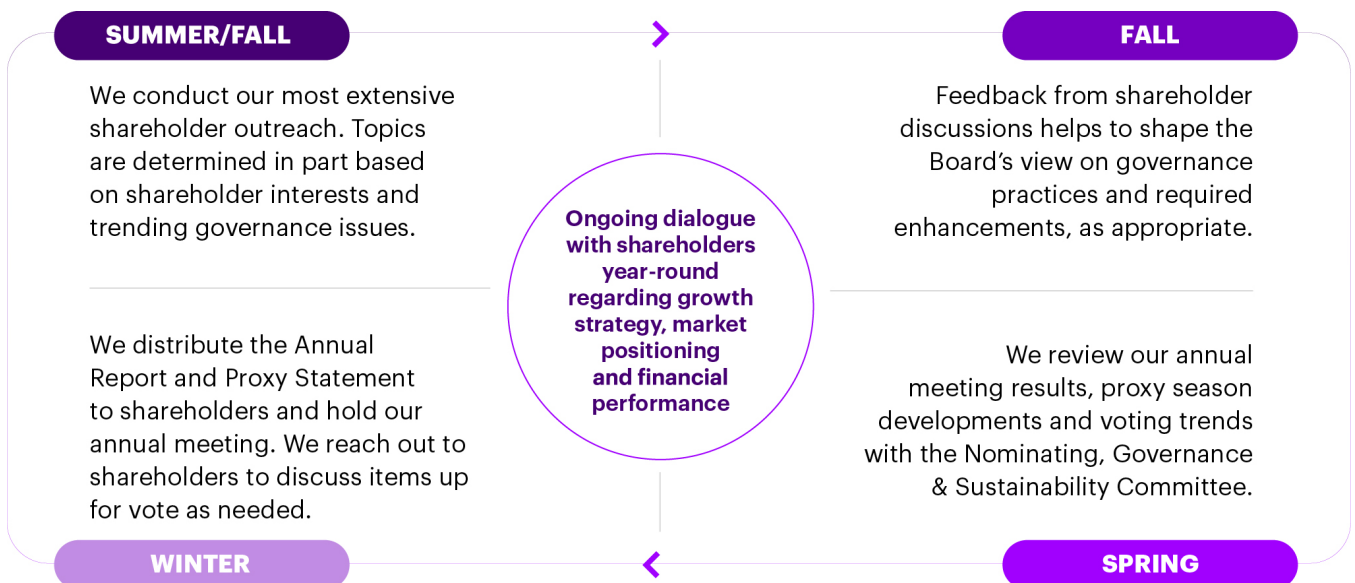 SUMMER/FALL
We conduct our most extensive
shareholder outreach. Topics
are determined in part based
on shareholder interests and
trending governance issues.
FALL
Feedback from shareholder
discussions helps to shape the
Board’s view on governance
practices and required
enhancements, as appropriate.
Ongoing dialogue
with shareholders
year-round
regarding growth
strategy, market
positioning
and financial
performance
We distribute the Annual
Report and Proxy Statement
to shareholders and hold our
annual meeting. We reach out to
shareholders to discuss items up
for vote as needed.
WINTER
We review our annual
meeting results, proxy season
developments and voting trends
with the Nominating, Governance
& Sustainability Committee.
SPRING